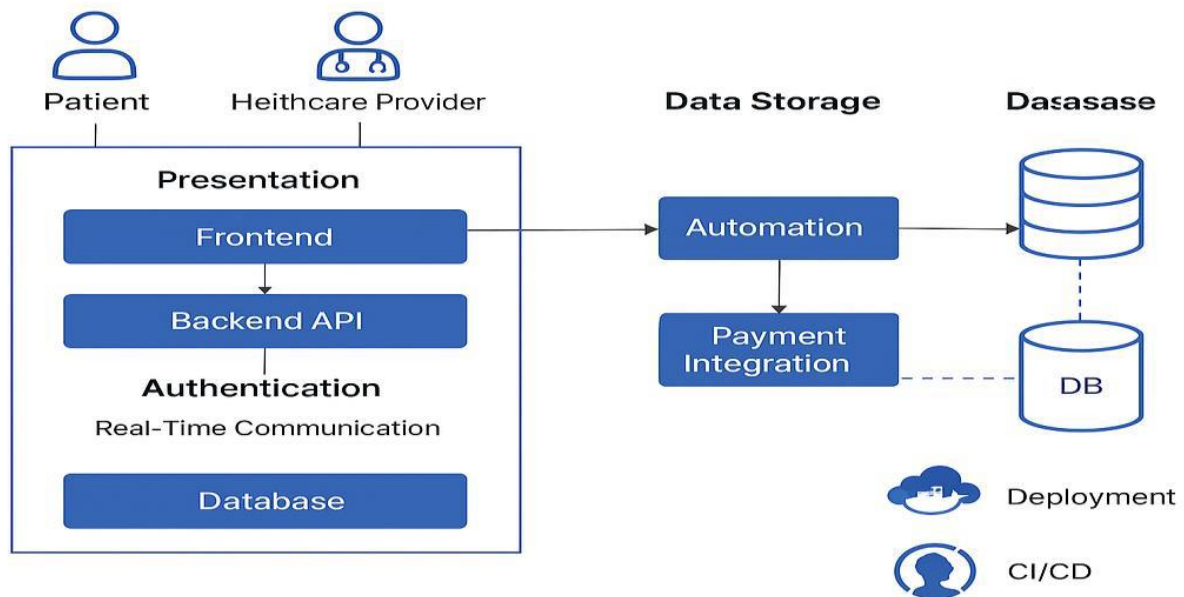 Patient
Heithcare Provider
Data Storage
Dasasase
Presentation
Frontend
Automation
Backend API
Payment
Integration
Authentication
DB
Real-Time Communication
Database
Deployment
CI/CD